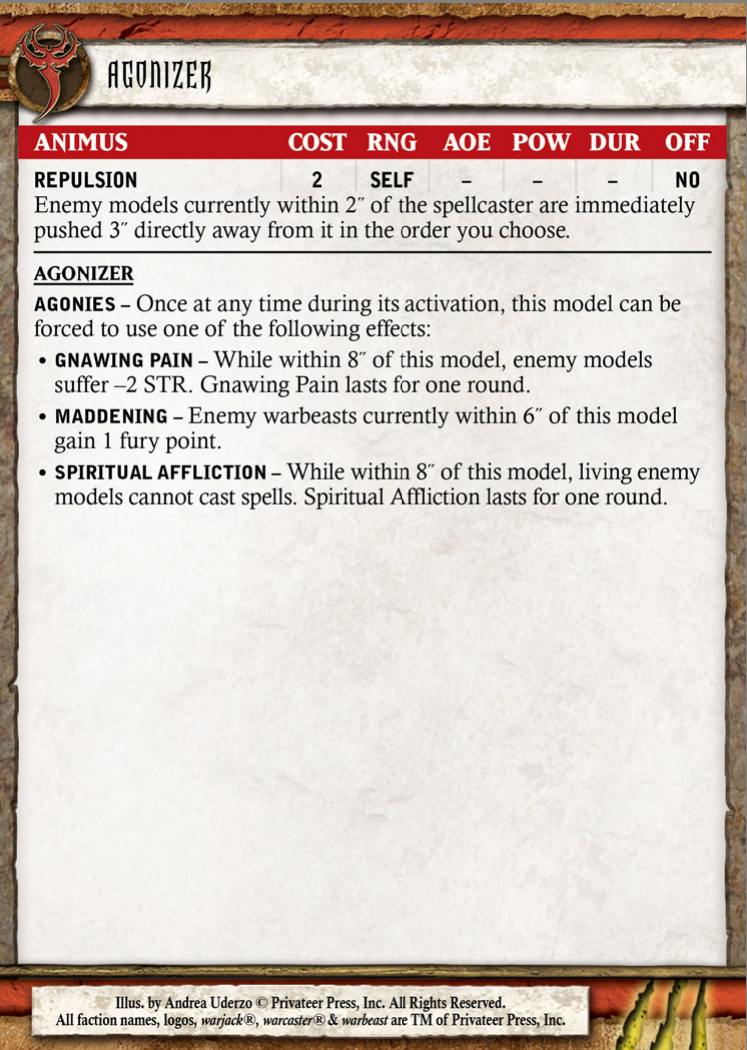 AGONIZER
ANIMUS COST RNG AOE POW DUR OFF
REPULSION 2 SELF – – – NO
Enemy models currently within 2˝ of the spellcaster are immediately
pushed 3˝ directly away from it in the order you choose.
AGONIZER
AGONIES – Once at any time during its activation, this model can be
forced to use one of the following effects:
• GNAWING PAIN – While within 8˝ of this model, enemy models
suffer –2 STR. Gnawing Pain lasts for one round.
• MADDENING – Enemy warbeasts currently within 6˝ of this model
gain 1 fury point.
• SPIRITUAL AFFLICTION – While within 8˝ of this model, living enemy
models cannot cast spells. Spiritual Affliction lasts for one round.
Illus. by Andrea Uderzo © Privateer Press, Inc. All Rights Reserved.
All faction names, logos, warjack®, warcaster® & warbeast are TM of Privateer Press, Inc.